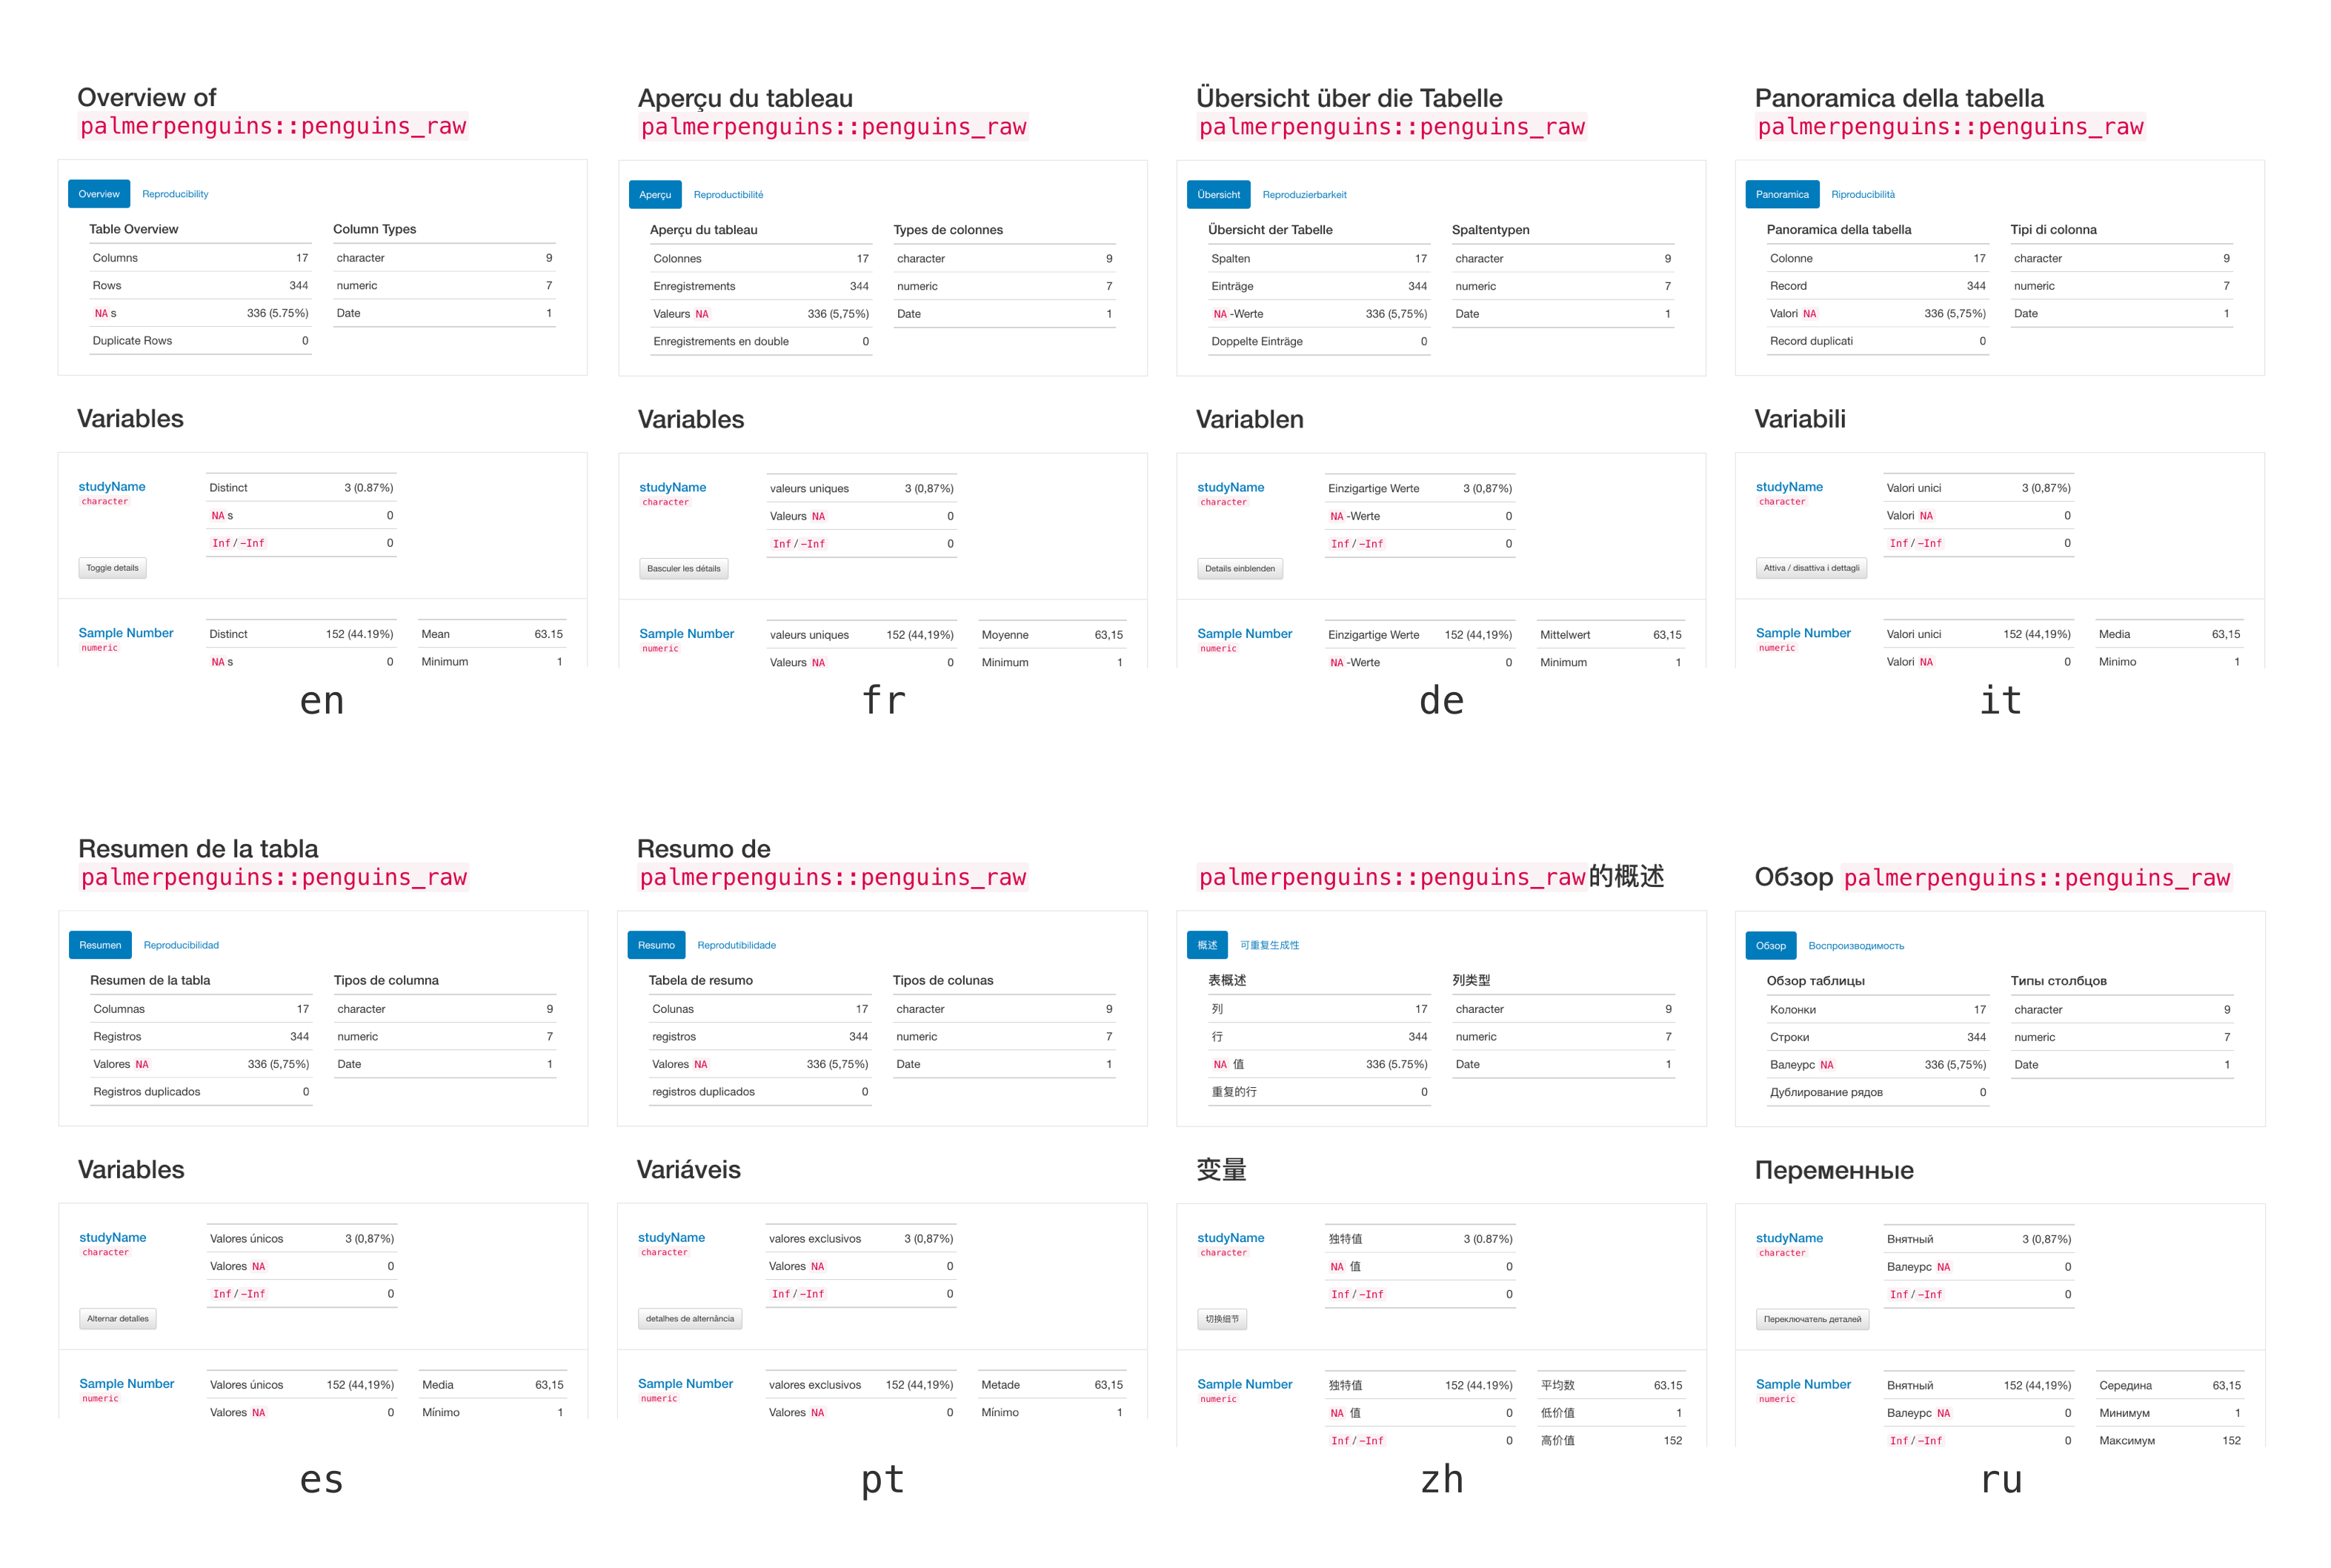 Overview of
palmerpenguins::penguins_raw
Overview Reproducibility
Table Overview Column Types
Columns 17 character 9
Rows 344 numeric 7
NA s 336 (5.75%) Date 1
Duplicate Rows 0
Variables
studyName Distinct 3 (0.87%)
character
NA s 0
Inf / -Inf 0
Toggle details
Sample Number Distinct 152 (44.19%) Mean 63.15
numeric
NA s 0 Minimum 1
en
Aperçu du tableau
palmerpenguins::penguins_raw
Aperçu Reproductibilité
Aperçu du tableau Types de colonnes
Colonnes 17 character 9
Enregistrements 344 numeric 7
Valeurs NA 336 (5,75%) Date 1
Enregistrements en double 0
Variables
studyName valeurs uniques 3 (0,87%)
character
Valeurs NA 0
Inf / -Inf 0
Basculer les détails
Sample Number valeurs uniques 152 (44,19%) Moyenne 63,15
numeric
Valeurs NA 0 Minimum 1
fr
Übersicht über die Tabelle
palmerpenguins::penguins_raw
Übersicht Reproduzierbarkeit
Übersicht der Tabelle Spaltentypen
Spalten 17 character 9
Einträge 344 numeric 7
NA -Werte 336 (5,75%) Date 1
Doppelte Einträge 0
Variablen
studyName Einzigartige Werte 3 (0,87%)
character
NA -Werte 0
Inf / -Inf 0
Details einblenden
Sample Number Einzigartige Werte 152 (44,19%) Mittelwert 63,15
numeric
NA -Werte 0 Minimum 1
de
Panoramica della tabella
palmerpenguins::penguins_raw
Panoramica Riproducibilità
Panoramica della tabella Tipi di colonna
Colonne 17 character 9
Record 344 numeric 7
Valori NA 336 (5,75%) Date 1
Record duplicati 0
Variabili
studyName Valori unici 3 (0,87%)
character
Valori NA 0
Inf / -Inf 0
Attiva / disattiva i dettagli
Sample Number Valori unici 152 (44,19%) Media 63,15
numeric
Valori NA 0 Minimo 1
it
Resumen de la tabla
palmerpenguins::penguins_raw
Resumen Reproducibilidad
Resumen de la tabla Tipos de columna
Columnas 17 character 9
Registros 344 numeric 7
Valores NA 336 (5,75%) Date 1
Registros duplicados 0
Variables
studyName Valores únicos 3 (0,87%)
character
Valores NA 0
Inf / -Inf 0
Alternar detalles
Sample Number Valores únicos 152 (44,19%) Media 63,15
numeric
Valores NA 0 Mínimo 1
es
Resumo de
palmerpenguins::penguins_raw
Resumo Reprodutibilidade
Tabela de resumo Tipos de colunas
Colunas 17 character 9
registros 344 numeric 7
Valores NA 336 (5,75%) Date 1
registros duplicados 0
Variáveis
studyName valores exclusivos 3 (0,87%)
character
Valores NA 0
Inf / -Inf 0
detalhes de alternância
Sample Number valores exclusivos 152 (44,19%) Metade 63,15
numeric
Valores NA 0 Mínimo 1
pt
palmerpenguins::penguins_raw的概述
概述 可重复生成性
表概述 列类型
列 17 character 9
行 344 numeric 7
NA 值 336 (5.75%) Date 1
重复的行 0
变量
studyName 独特值 3 (0.87%)
character
NA 值 0
Inf / -Inf 0
切换细节
Sample Number 独特值 152 (44.19%) 平均数 63.15
numeric
NA 值 0 低价值 1
Inf / -Inf 0 高价值 152
zh
Обзор palmerpenguins::penguins_raw
Обзор Воспроизводимость
Обзор таблицы Типы столбцов
Колонки 17 character 9
Строки 344 numeric 7
Валеурс NA 336 (5,75%) Date 1
Дублирование рядов 0
Переменные
studyName Внятный 3 (0,87%)
character
Валеурс NA 0
Inf / -Inf 0
Переключатель деталей
Sample Number Внятный 152 (44,19%) Середина 63,15
numeric
Валеурс NA 0 Минимум 1
Inf / -Inf 0 Максимум 152
ru